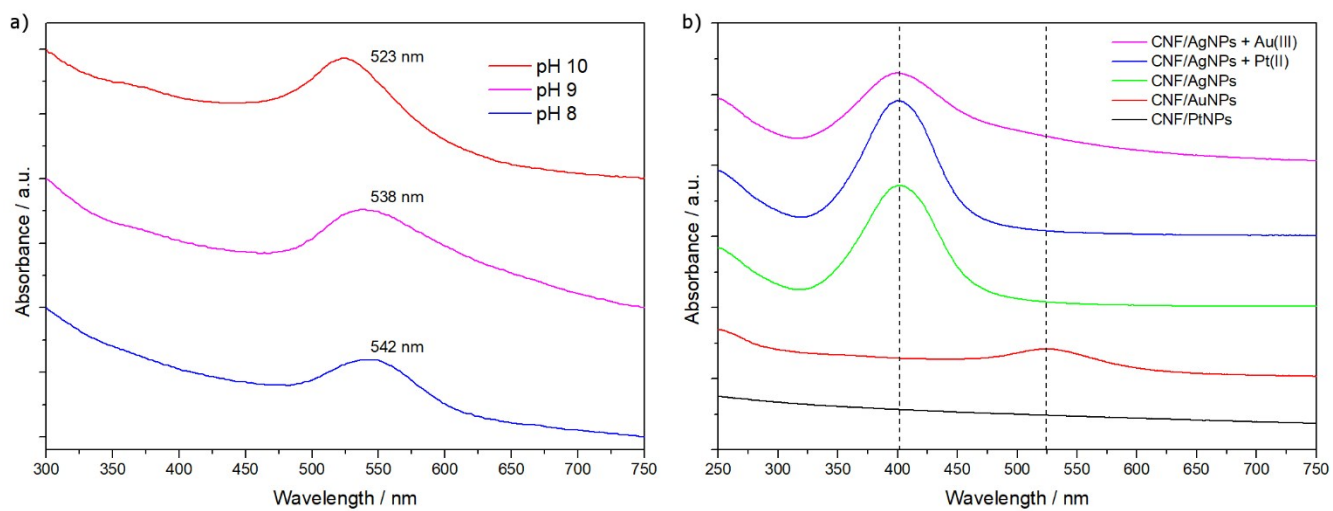 a)
523 nm
pH 10
pH 9
pH 8
538 nm
542 nm
Absorbance / a.u.
300 350 400 450 500 550 600 650 700 750
Wavelength / nm
b)
CNF/AgNPs + Au(III)
CNF/AgNPs + Pt(II)
CNF/AgNPs
CNF/AuNPs
CNF/PtNPs
Absorbance / a.u.
250 300 350 400 450 500 550 600 650 700 750
Wavelength / nm